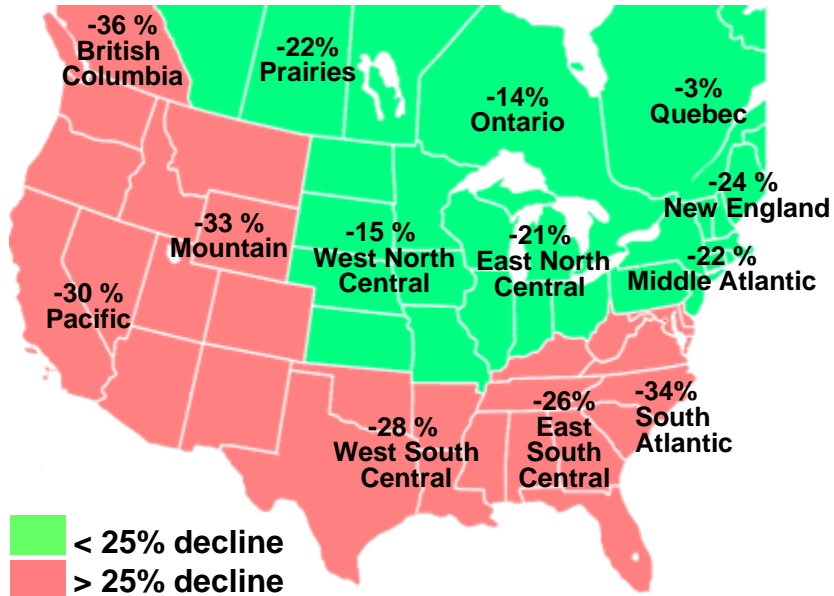 -36 %
British
Columbia
-22%
Prairies
-14%
Ontario
-3%
Quebec
-24 %
New England
-33 %
Mountain
-15 %
West North
Central
-21%
East North
Central
-22 %
Middle Atlantic
-30 %
Pacific
-28 %
West South
Central
-26%
East
South
Central
-34%
South
Atlantic
< 25% decline
> 25% decline